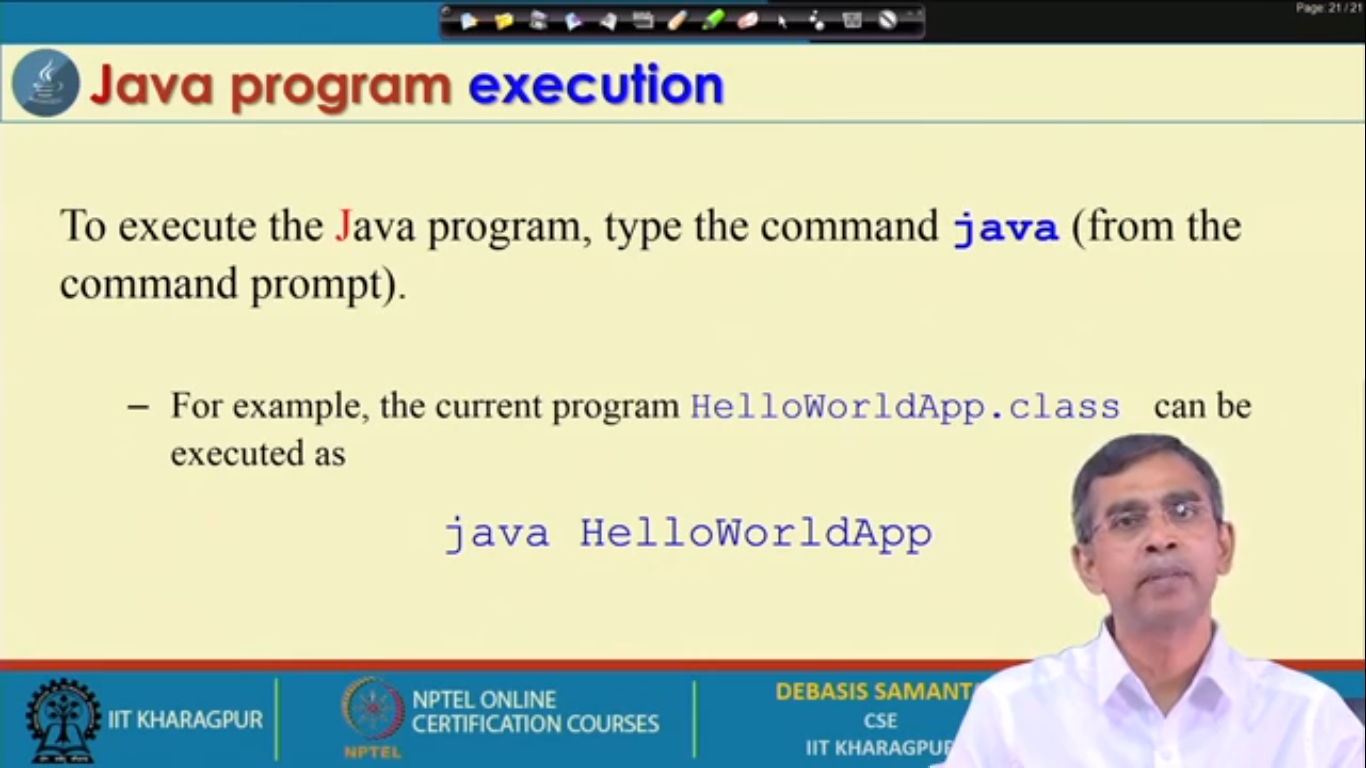 Page: 21 / 21
Java program execution
To execute the Java program, type the command java (from the
command prompt).
– For example, the current program HelloWorldApp.class can be
executed as
java HelloWorldApp
IIT KHARAGPUR
NPTEL
NPTEL ONLINE
CERTIFICATION COURSES
DEBASIS SAMANT
CSE
IIT KHARAGPUR